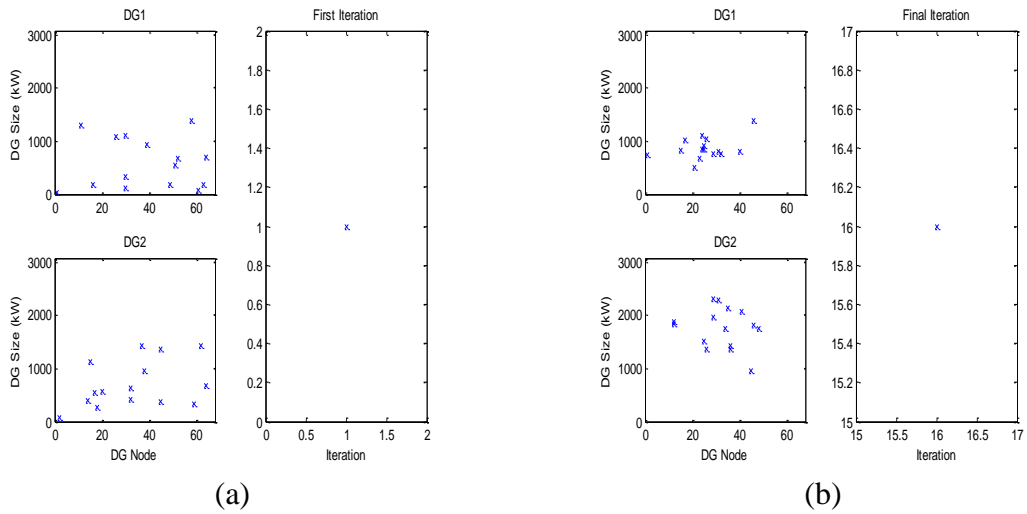 DG1
3000
2000
1000
0
DG Size (kW)
0 20 40 60
DG2
3000
2000
1000
0
DG Size (kW)
0 20 40 60
DG Node
First Iteration
2
1.8
1.6
1.4
1.2
1
0.8
0.6
0.4
0.2
0
0 0.5 1 1.5 2
Iteration
(a)
DG1
3000
2000
1000
0
DG Size (kW)
0 20 40 60
DG2
3000
2000
1000
0
DG Size (kW)
0 20 40 60
DG Node
Final Iteration
17
16.8
16.6
16.4
16.2
16
15.8
15.6
15.4
15.2
15
15 15.5 16 16.5 17
Iteration
(b)